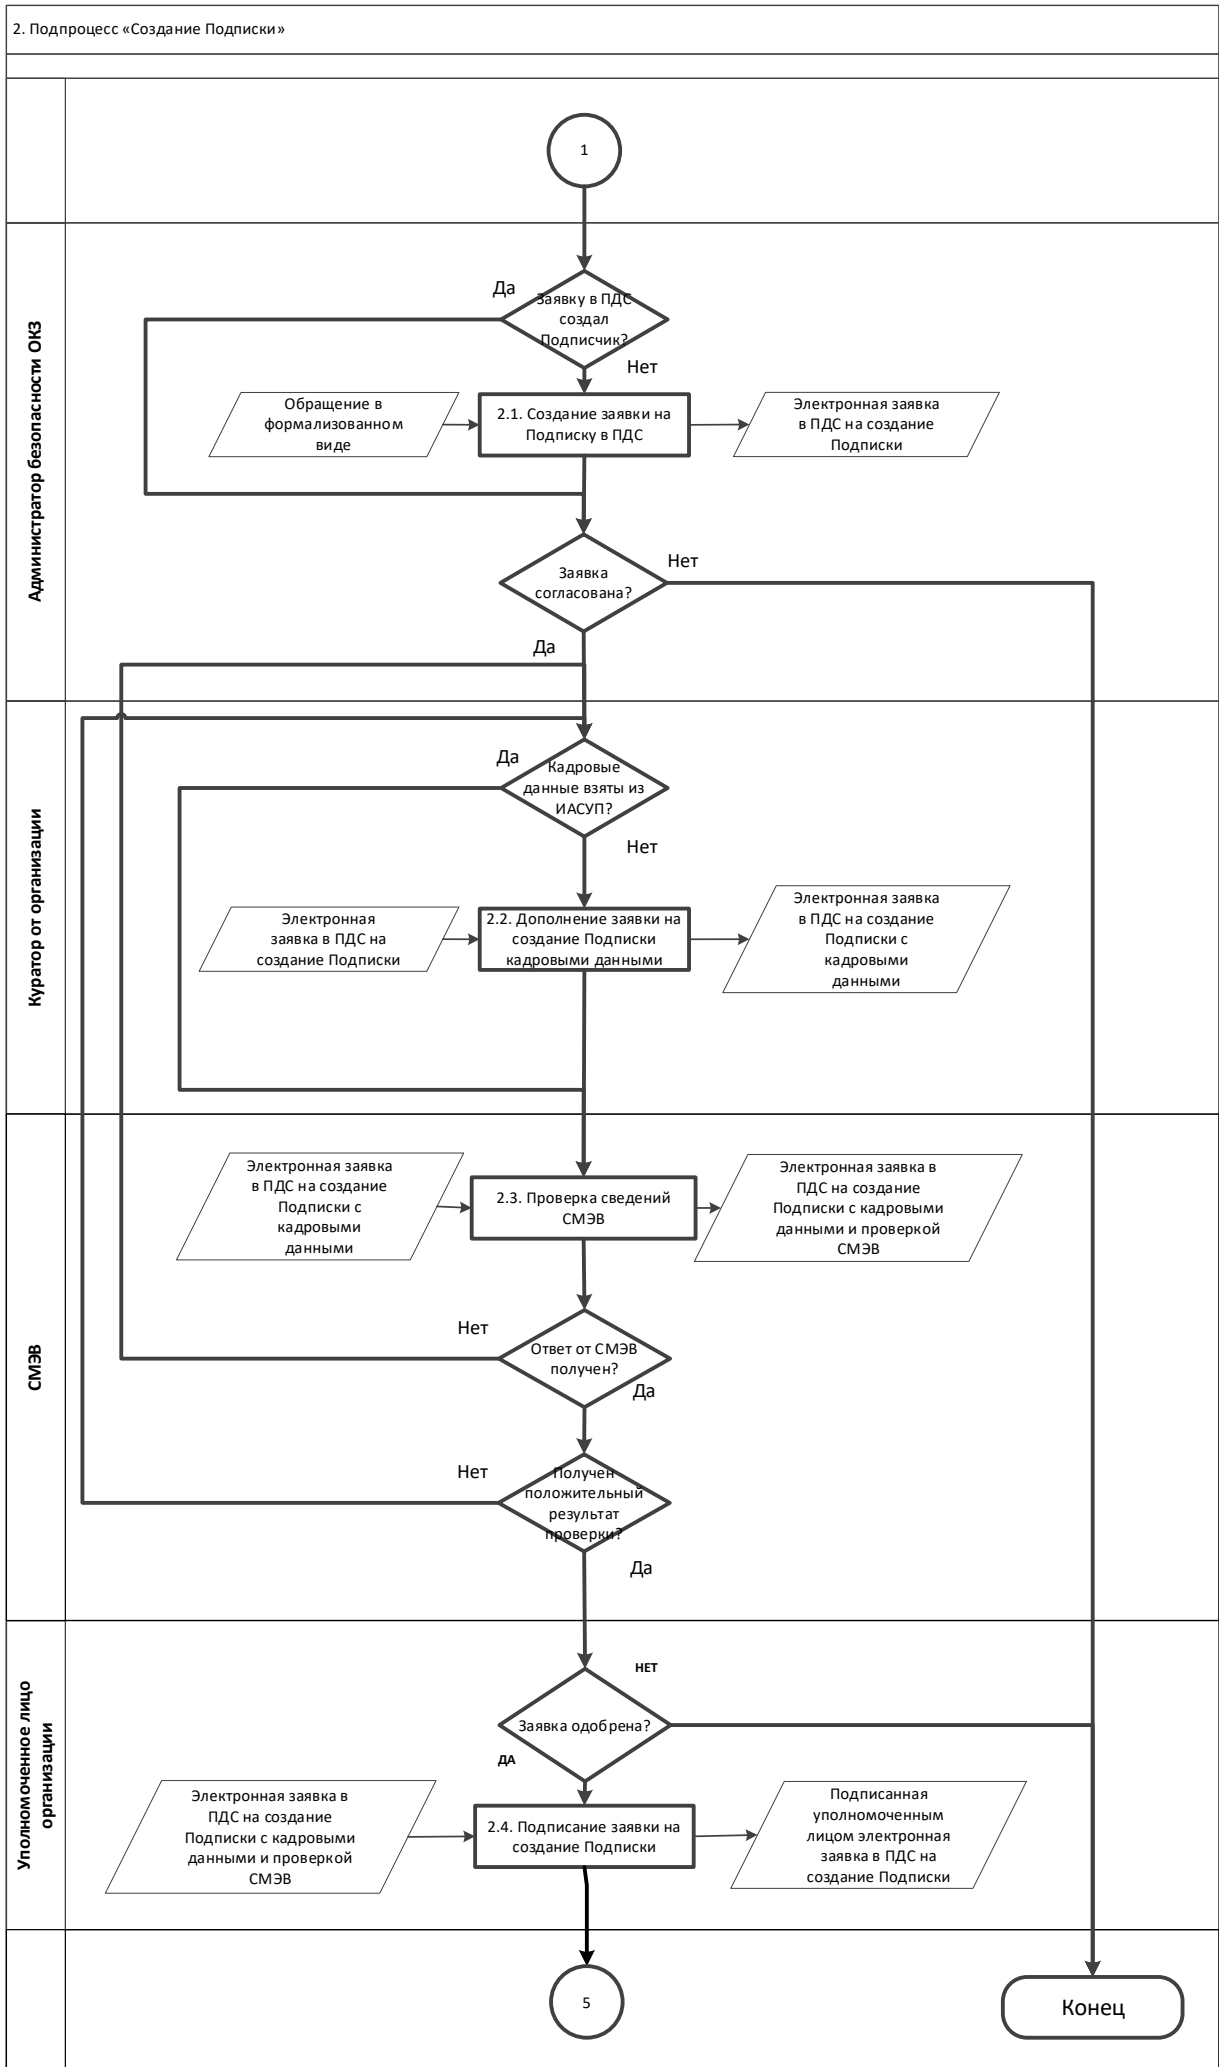 2. Подпроцесс «Создание Подписки»
1
Администратор безопасности ОКЗ
Да
Заявку в ПДС
создал
Подписчик?
Нет
Обращение в
формализованном
виде
2.1. Создание заявки на
Подписку в ПДС
Электронная заявка
в ПДС на создание
Подписки
Заявка
согласована?
Нет
Да
Куратор от организации
Да
Кадровые
данные взяты из
ИАСУП?
Нет
Электронная
заявка в ПДС на
создание Подписки
2.2. Дополнение заявки на
создание Подписки
кадровыми данными
Электронная заявка
в ПДС на создание
Подписки с
кадровыми
данными
СМЭВ
Электронная заявка
в ПДС на создание
Подписки с
кадровыми
данными
2.3. Проверка сведений
СМЭВ
Электронная заявка в
ПДС на создание
Подписки с кадровыми
данными и проверкой
СМЭВ
Нет
Ответ от СМЭВ
получен?
Да
Нет
Получен
положительный
результат
проверки?
Да
Уполномоченное лицо
организации
НЕТ
Заявка одобрена?
ДА
Электронная заявка в
ПДС на создание
Подписки с кадровыми
данными и проверкой
СМЭВ
2.4. Подписание заявки на
создание Подписки
Подписанная
уполномоченным
лицом электронная
заявка в ПДС на
создание Подписки
5
Конец